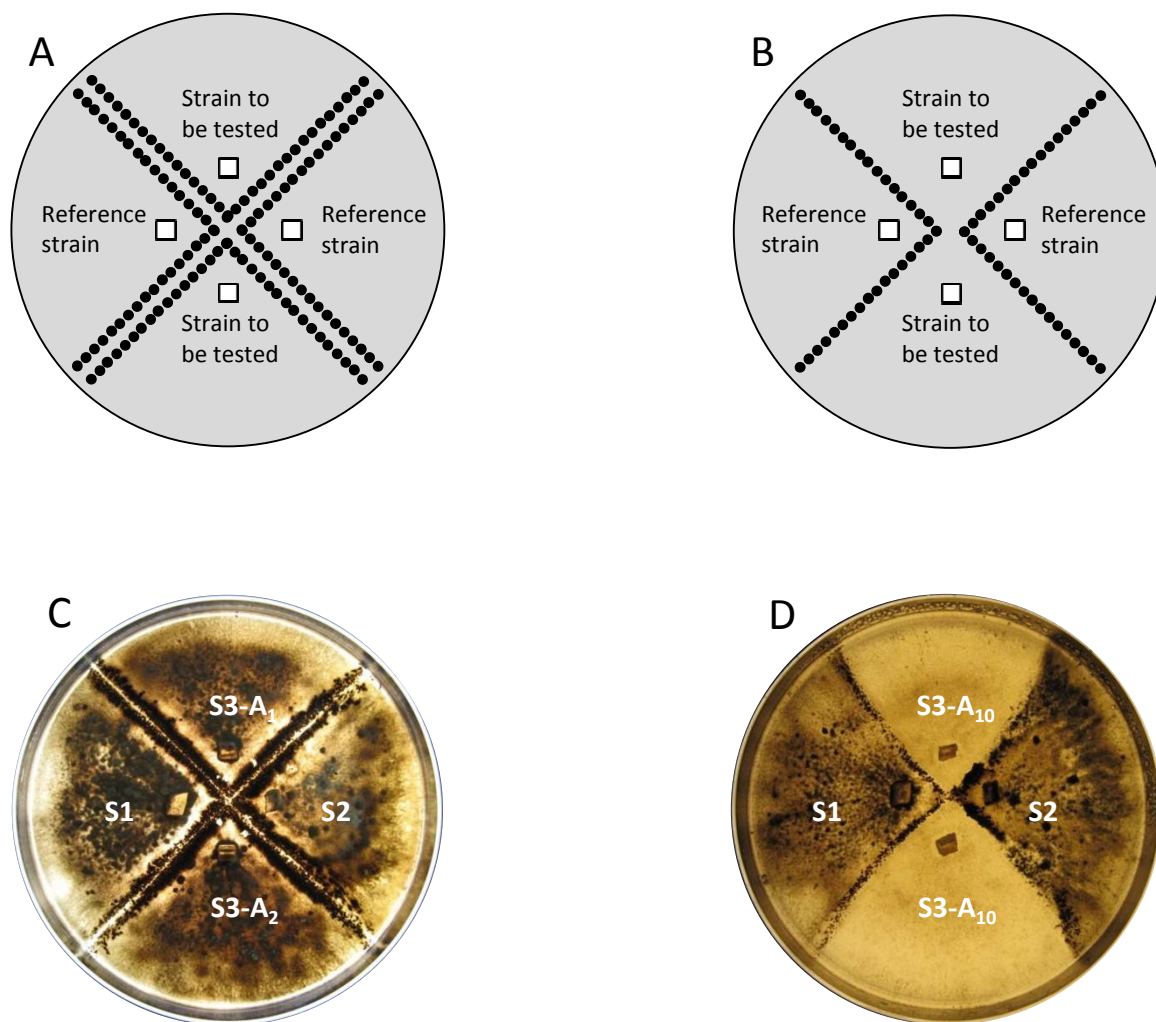 A
Strain to
be tested
Reference
strain
Reference
strain
Strain to
be tested
B
Strain to
be tested
Reference
strain
Reference
strain
Strain to
be tested
C
S3-A₁
S1
S2
S3-A₂
D
S3-A₁₀
S1
S2
S3-A₁₀